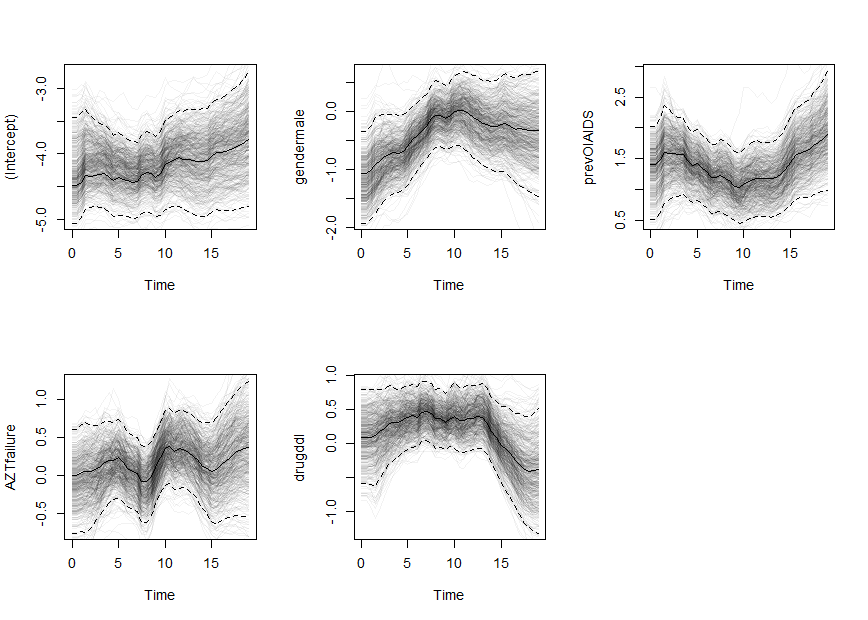 (Intercept)
-5.0 -4.0 -3.0
0 5 10 15
Time
gendermale
-2.0 -1.0 0.0
0 5 10 15
Time
prevOIAIDS
0.5 1.5 2.5
0 5 10 15
Time
AZTfailure
-0.5 0.0 0.5 1.0
0 5 10 15
Time
drugddI
-1.0 0.0 0.5 1.0
0 5 10 15
Time